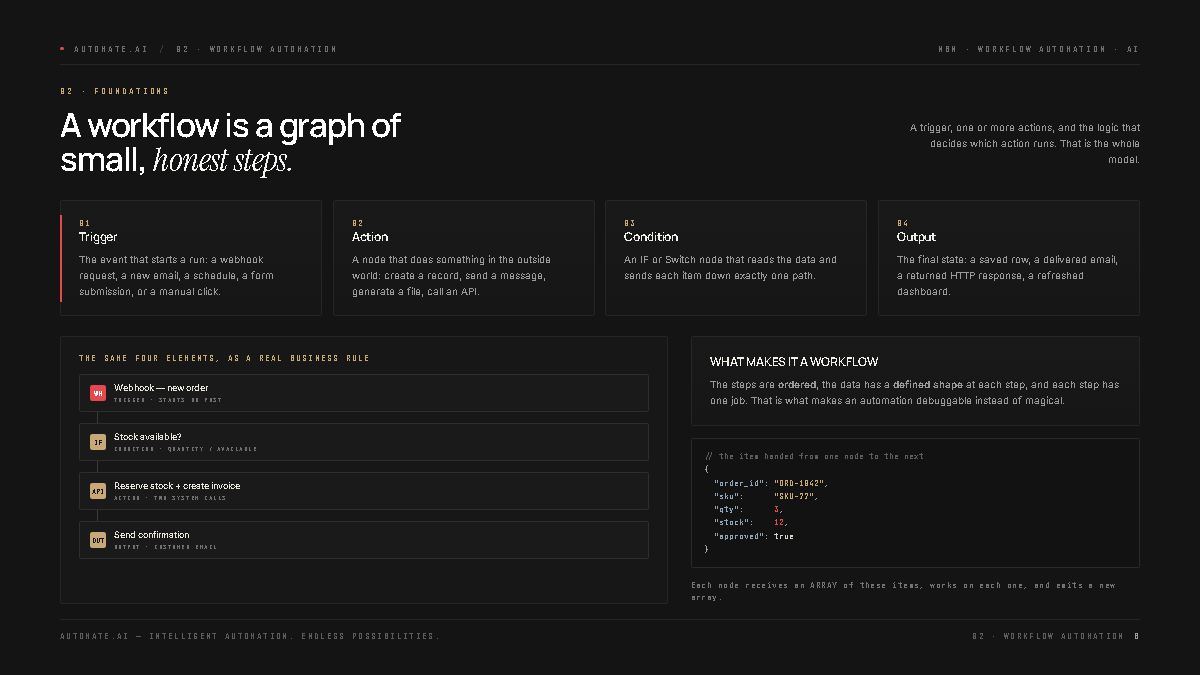 AUTOMATE.AI / 02 · WORKFLOW AUTOMATION
N8N · WORKFLOW AUTOMATION · AI
02 · FOUNDATIONS
A workflow is a graph of
small, honest steps.
A trigger, one or more actions, and the logic that
decides which action runs. That is the whole
model.
01
Trigger
The event that starts a run: a webhook
request, a new email, a schedule, a form
submission, or a manual click.
02
Action
A node that does something in the outside
world: create a record, send a message,
generate a file, call an API.
03
Condition
An IF or Switch node that reads the data and
sends each item down exactly one path.
04
Output
The final state: a saved row, a delivered email,
a returned HTTP response, a refreshed
dashboard.
THE SAME FOUR ELEMENTS, AS A REAL BUSINESS RULE
WH
Webhook — new order
TRIGGER · STARTS ON POST
IF
Stock available?
CONDITION · QUANTITY / AVAILABLE
API
Reserve stock + create invoice
ACTION · TWO SYSTEM CALLS
OUT
Send confirmation
OUTPUT · CUSTOMER EMAIL
WHAT MAKES IT A WORKFLOW
The steps are ordered, the data has a defined shape at each step, and each step has
one job. That is what makes an automation debuggable instead of magical.
// the item handed from one node to the next
{
"order_id": "ORD-1042",
"sku": "SKU-77",
"qty": 3,
"stock": 12,
"approved": true
}
Each node receives an ARRAY of these items, works on each one, and emits a new
array.
AUTOMATE.AI — INTELLIGENT AUTOMATION. ENDLESS POSSIBILITIES.
02 · WORKFLOW AUTOMATION 8